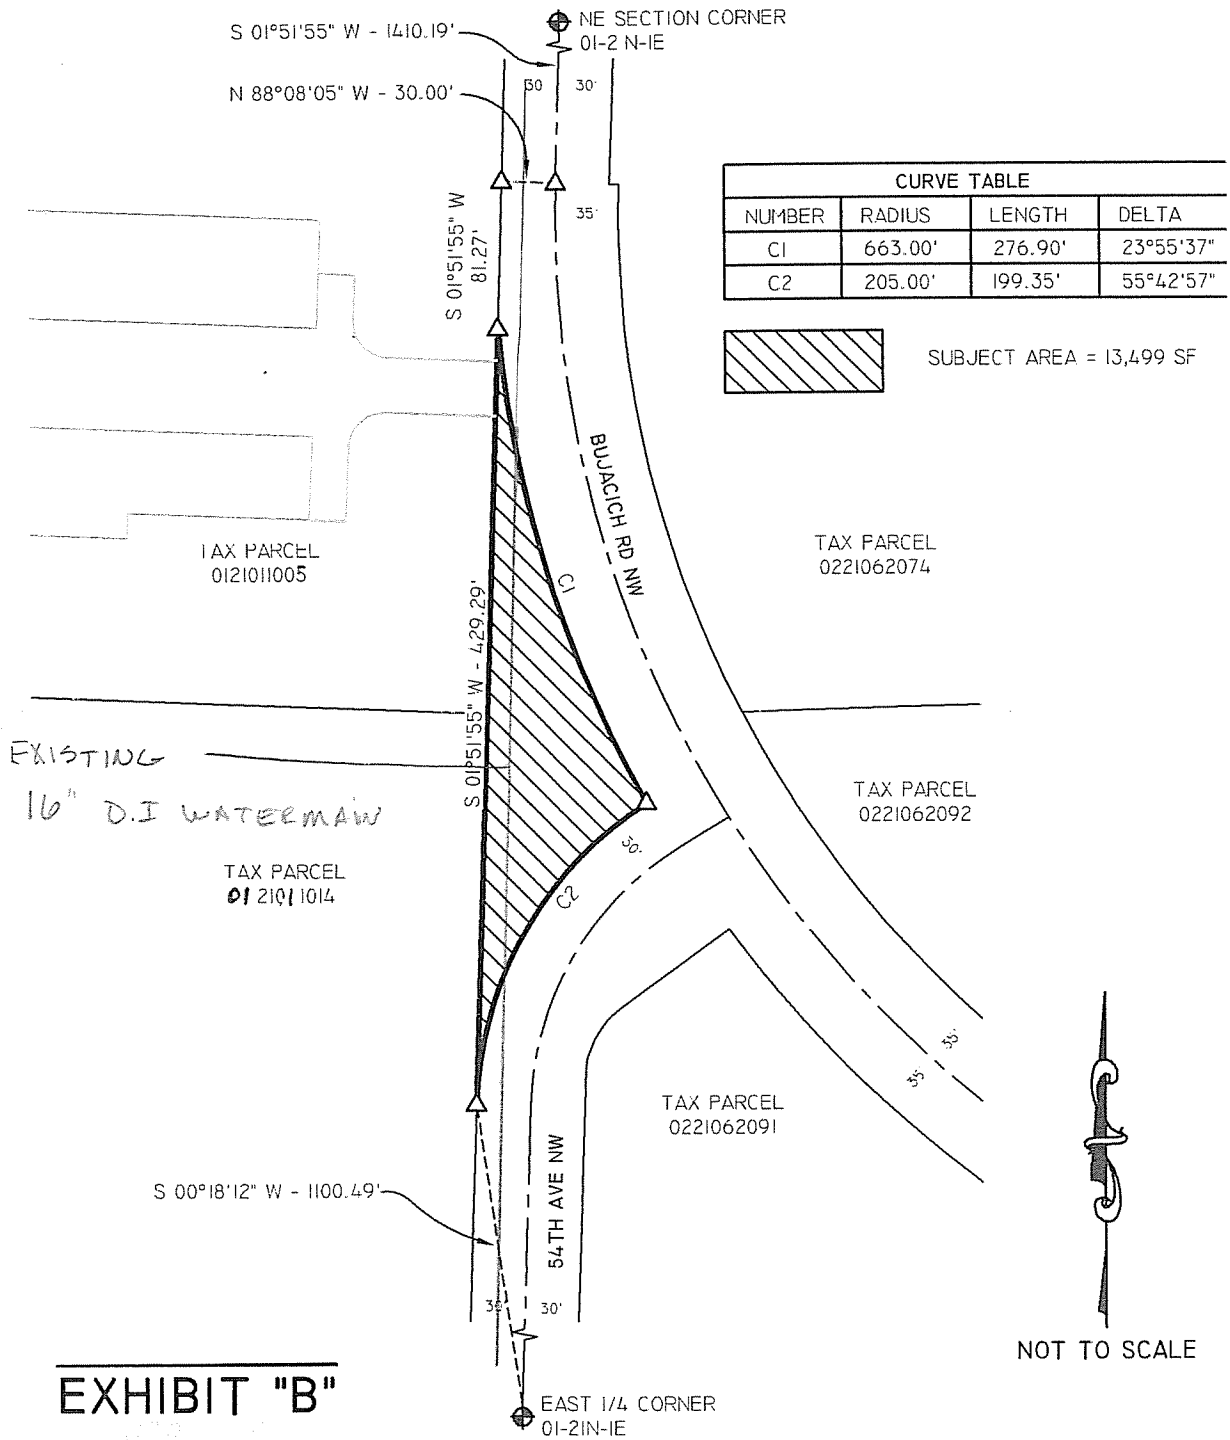 S 01°51'55" W - 1410.19'
NE SECTION CORNER
01-2 N-1E
N 88°08'05" W - 30.00'
30
30'
S 01°51'55" W
81.27'
35'
CURVE TABLE
NUMBER RADIUS LENGTH DELTA
C1 663.00' 276.90' 23°55'37"
C2 205.00' 199.35' 55°42'57"
SUBJECT AREA = 13,499 SF
BUJACICH RD NW
TAX PARCEL
0121011005
C1
TAX PARCEL
0221062074
S 01°51'55" W - 429.29'
EXISTING
16" D.I WATERMAIN
TAX PARCEL
0221062092
30'
TAX PARCEL
0121011014
C2
35'
35'
TAX PARCEL
0221062091
54TH AVE NW
S 00°18'12" W - 1100.49'
30'
30'
NOT TO SCALE
EXHIBIT "B"
EAST 1/4 CORNER
01-21N-1E